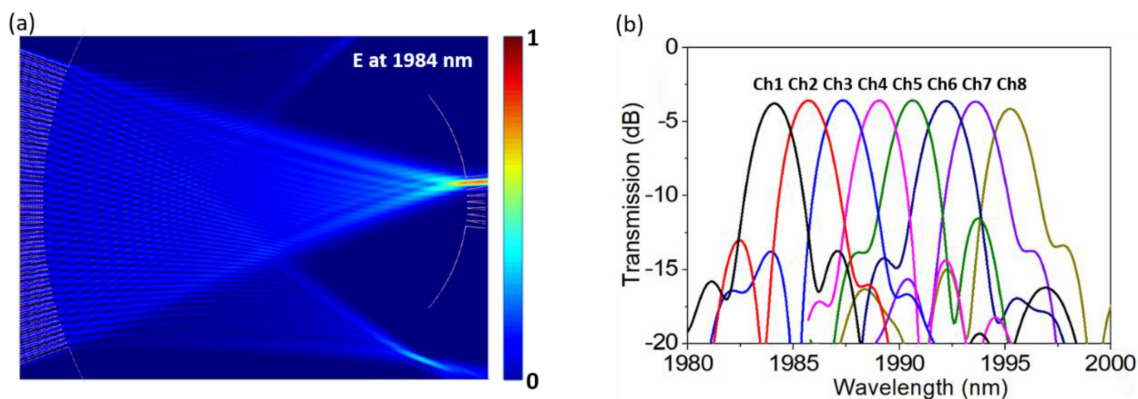 (a)
E at 1984 nm
1
0
(b)
Ch1 Ch2 Ch3 Ch4 Ch5 Ch6 Ch7 Ch8
Transmission (dB)
0
-5
-10
-15
-20
1980 1985 1990 1995 2000
Wavelength (nm)